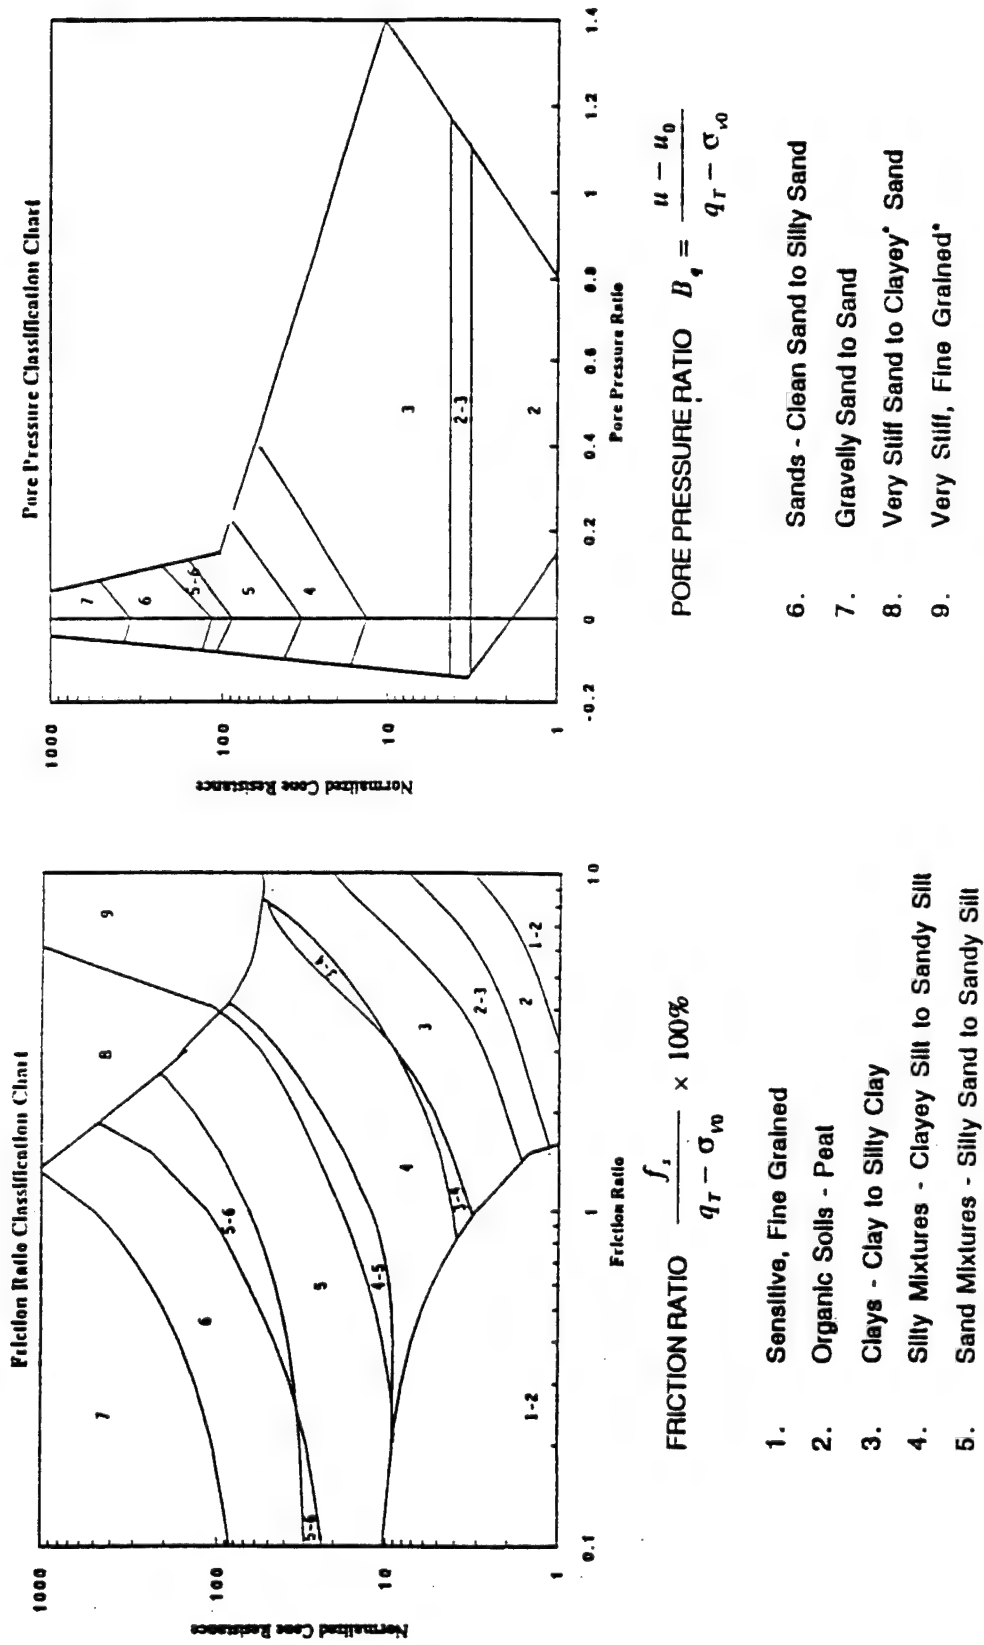 Friction Ratio Classification Chart
Normalized Cone Resistance
1000
100
10
1
7
8
9
6
5-6
5
4
4-5
3-4
3
3-4
2-3
2
1-2
5-6
1-2
0.1
1
10
Friction Ratio
FRICTION RATIO f_s / (q_T − σ_v0) × 100%
Pore Pressure Classification Chart
Normalized Cone Resistance
1000
100
10
1
7
6
5-6
5
4
3
2-3
2
-0.2
0
0.2
0.4
0.6
0.8
1
1.2
1.4
Pore Pressure Ratio
PORE PRESSURE RATIO B_q = (u − u_0) / (q_T − σ_v0)
1. Sensitive, Fine Grained
2. Organic Soils - Peat
3. Clays - Clay to Silty Clay
4. Silty Mixtures - Clayey Silt to Sandy Silt
5. Sand Mixtures - Silty Sand to Sandy Silt
6. Sands - Clean Sand to Silty Sand
7. Gravelly Sand to Sand
8. Very Stiff Sand to Clayey* Sand
9. Very Stiff, Fine Grained*